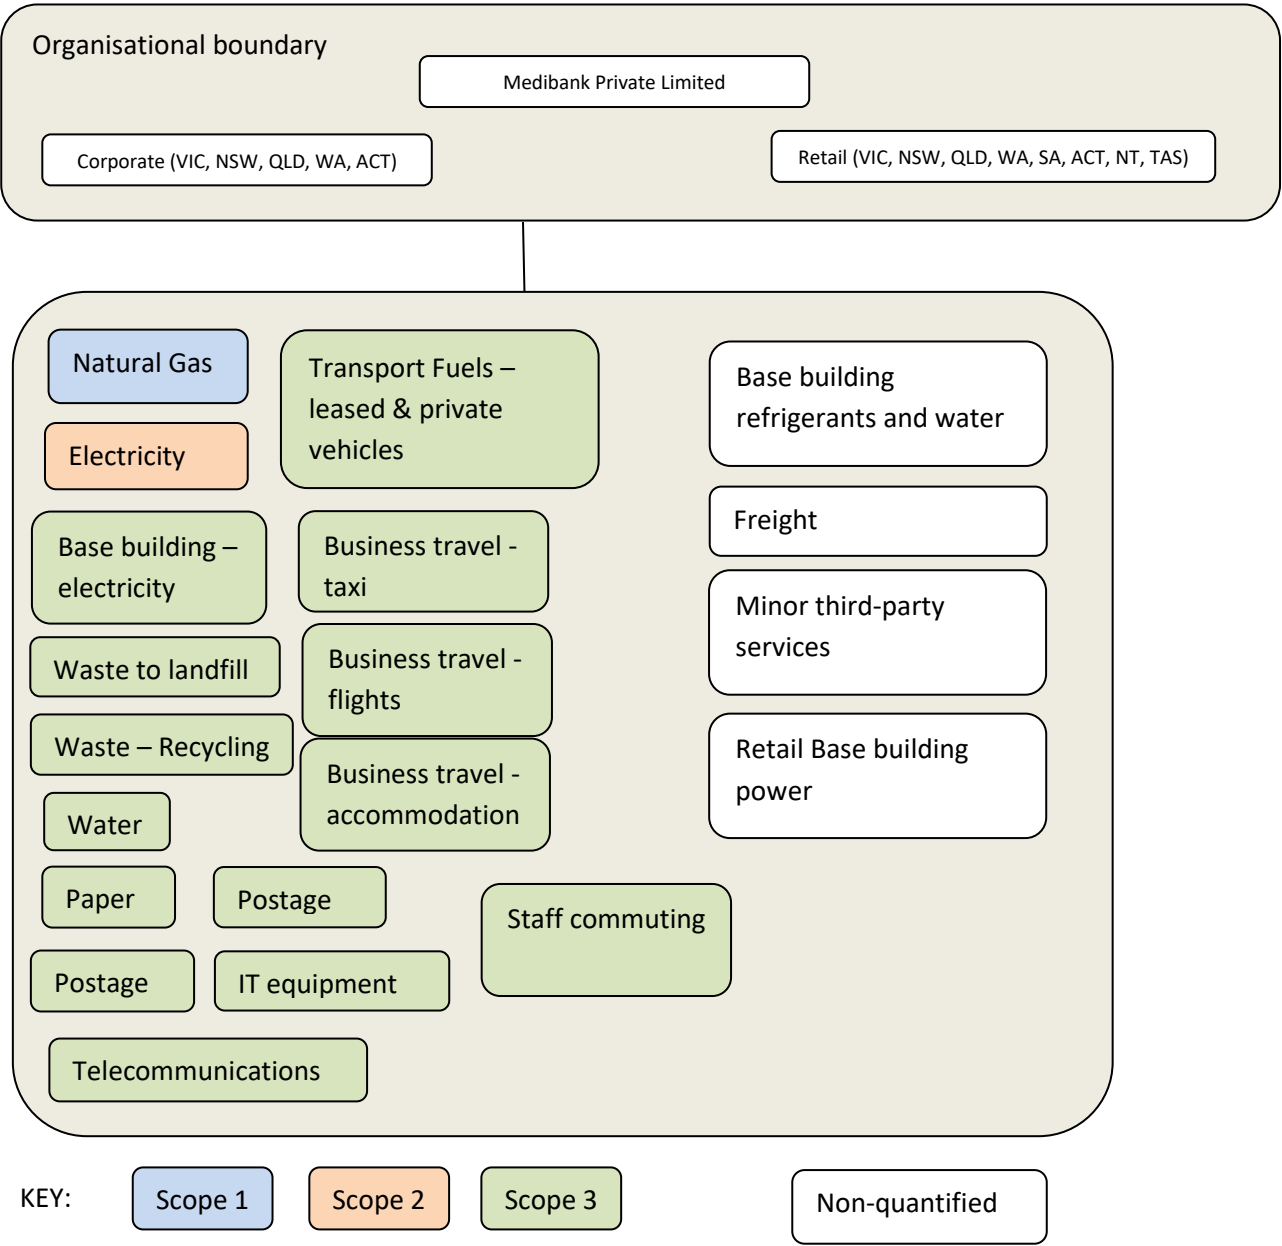 Organisational boundary
Medibank Private Limited
Corporate (VIC, NSW, QLD, WA, ACT)
Retail (VIC, NSW, QLD, WA, SA, ACT, NT, TAS)
Natural Gas
Electricity
Base building –
electricity
Waste to landfill
Waste – Recycling
Water
Paper
Postage
Postage
IT equipment
Telecommunications
Transport Fuels –
leased & private
vehicles
Business travel -
taxi
Business travel -
flights
Business travel -
accommodation
Staff commuting
Base building
refrigerants and water
Freight
Minor third-party
services
Retail Base building
power
KEY:
Scope 1
Scope 2
Scope 3
Non-quantified